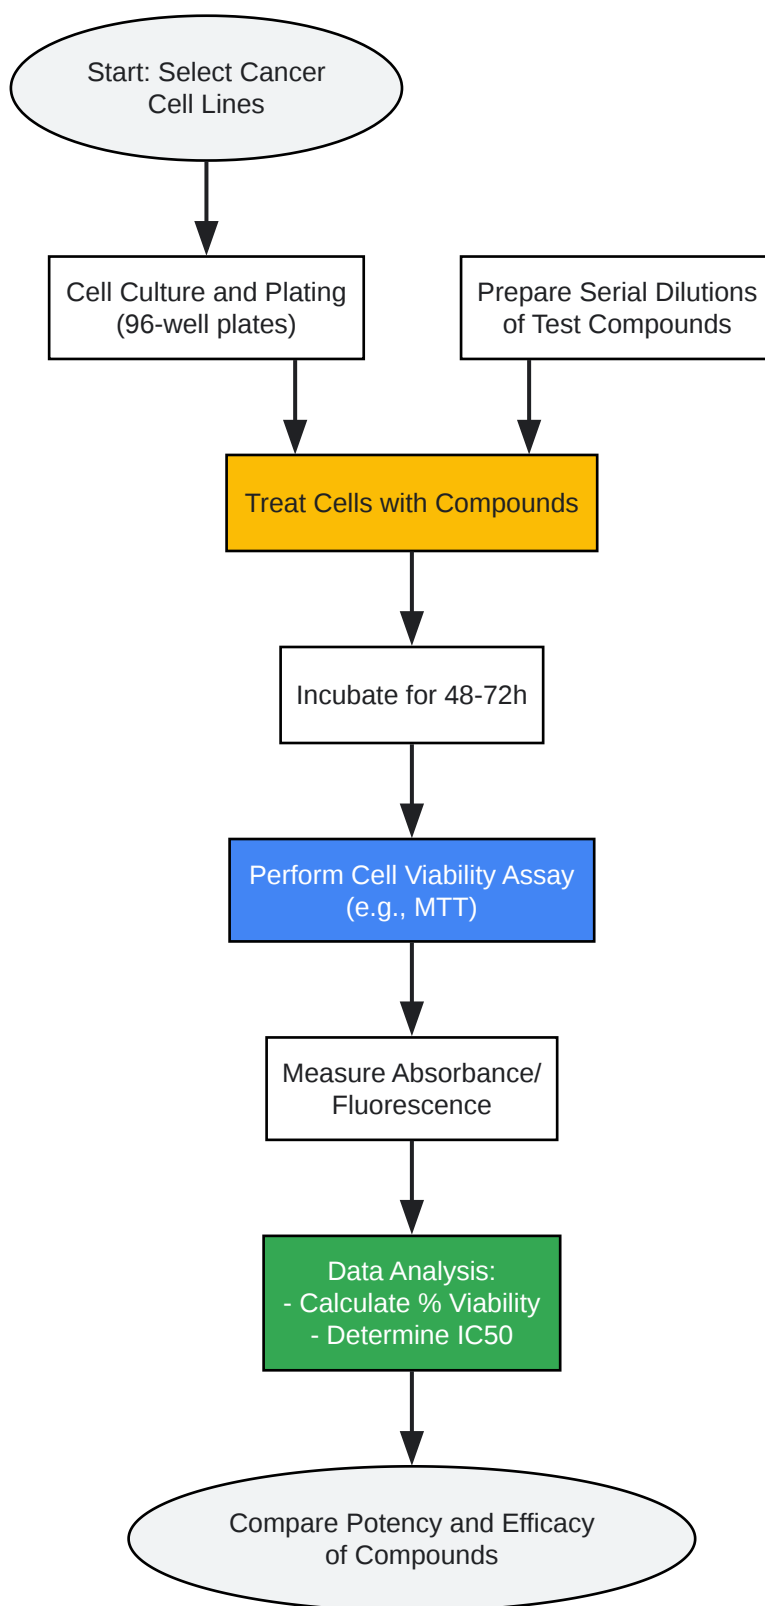 Start: Select Cancer
Cell Lines
Cell Culture and Plating
(96-well plates)
Prepare Serial Dilutions
of Test Compounds
Treat Cells with Compounds
Incubate for 48-72h
Perform Cell Viability Assay
(e.g., MTT)
Measure Absorbance/
Fluorescence
Data Analysis:
- Calculate % Viability
- Determine IC50
Compare Potency and Efficacy
of Compounds